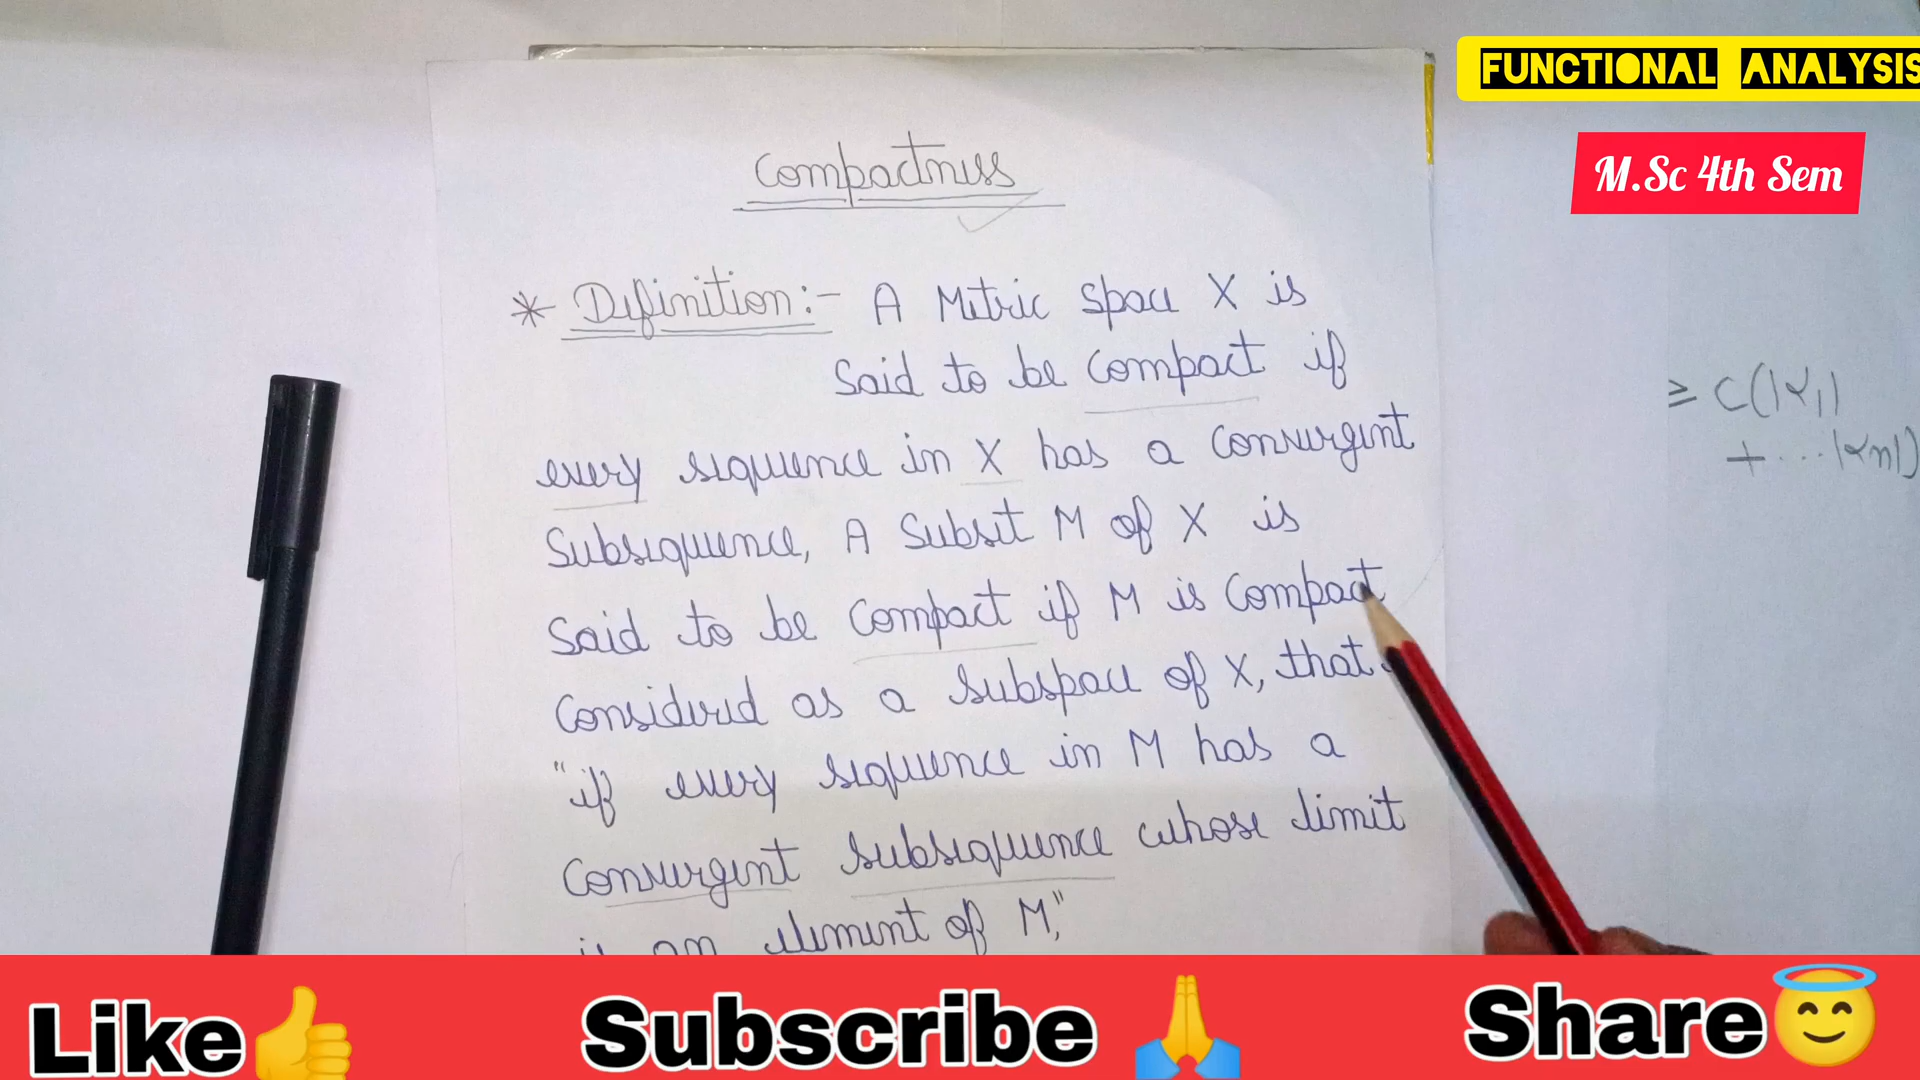 FUNCTIONAL ANALYSIS
M.Sc 4th Sem
Compactness
* Definition:- A Metric space X is
Said to be Compact if
every sequence in X has a Convergent
Subsequence, A Subset M of X is
Said to be Compact if M is Compact
Considered as a Subspace of X, that
"if every sequence in M has a
Convergent Subsequence whose limit
is an element of M,"
≥ C(|α1|
+ ... |αn|)
Like👍
Subscribe 🙏
Share😇